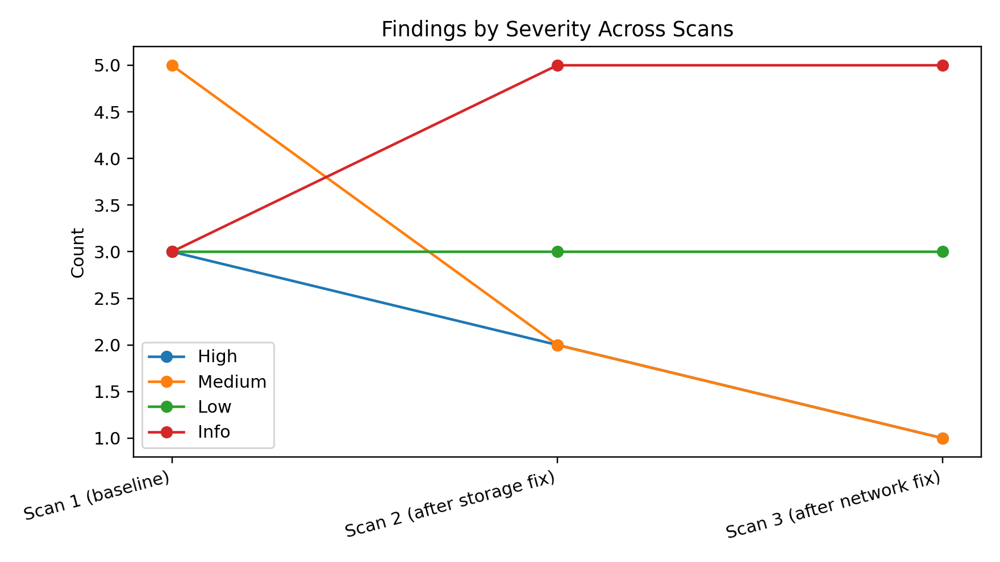 Findings by Severity Across Scans
Count
5.0
4.5
4.0
3.5
3.0
2.5
2.0
1.5
1.0
High
Medium
Low
Info
Scan 1 (baseline)
Scan 2 (after storage fix)
Scan 3 (after network fix)